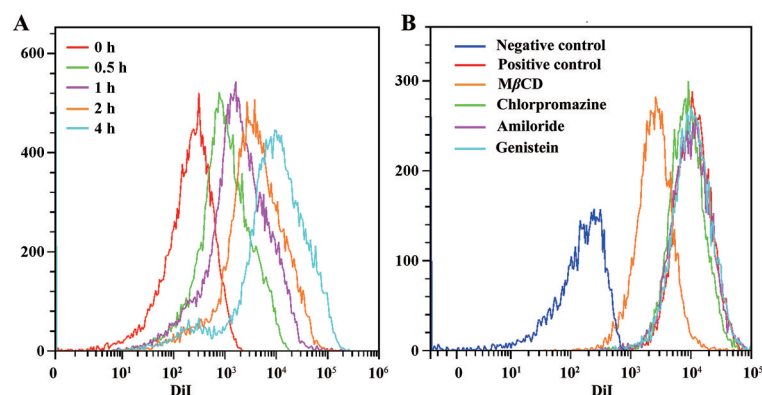 A
0 h
0.5 h
1 h
2 h
4 h
600
400
200
0
0 10¹ 10² 10³ 10⁴ 10⁵ 10⁶
DiI
B
Negative control
Positive control
MβCD
Chlorpromazine
Amiloride
Genistein
300
200
100
0
0 10¹ 10² 10³ 10⁴ 10⁵
DiI